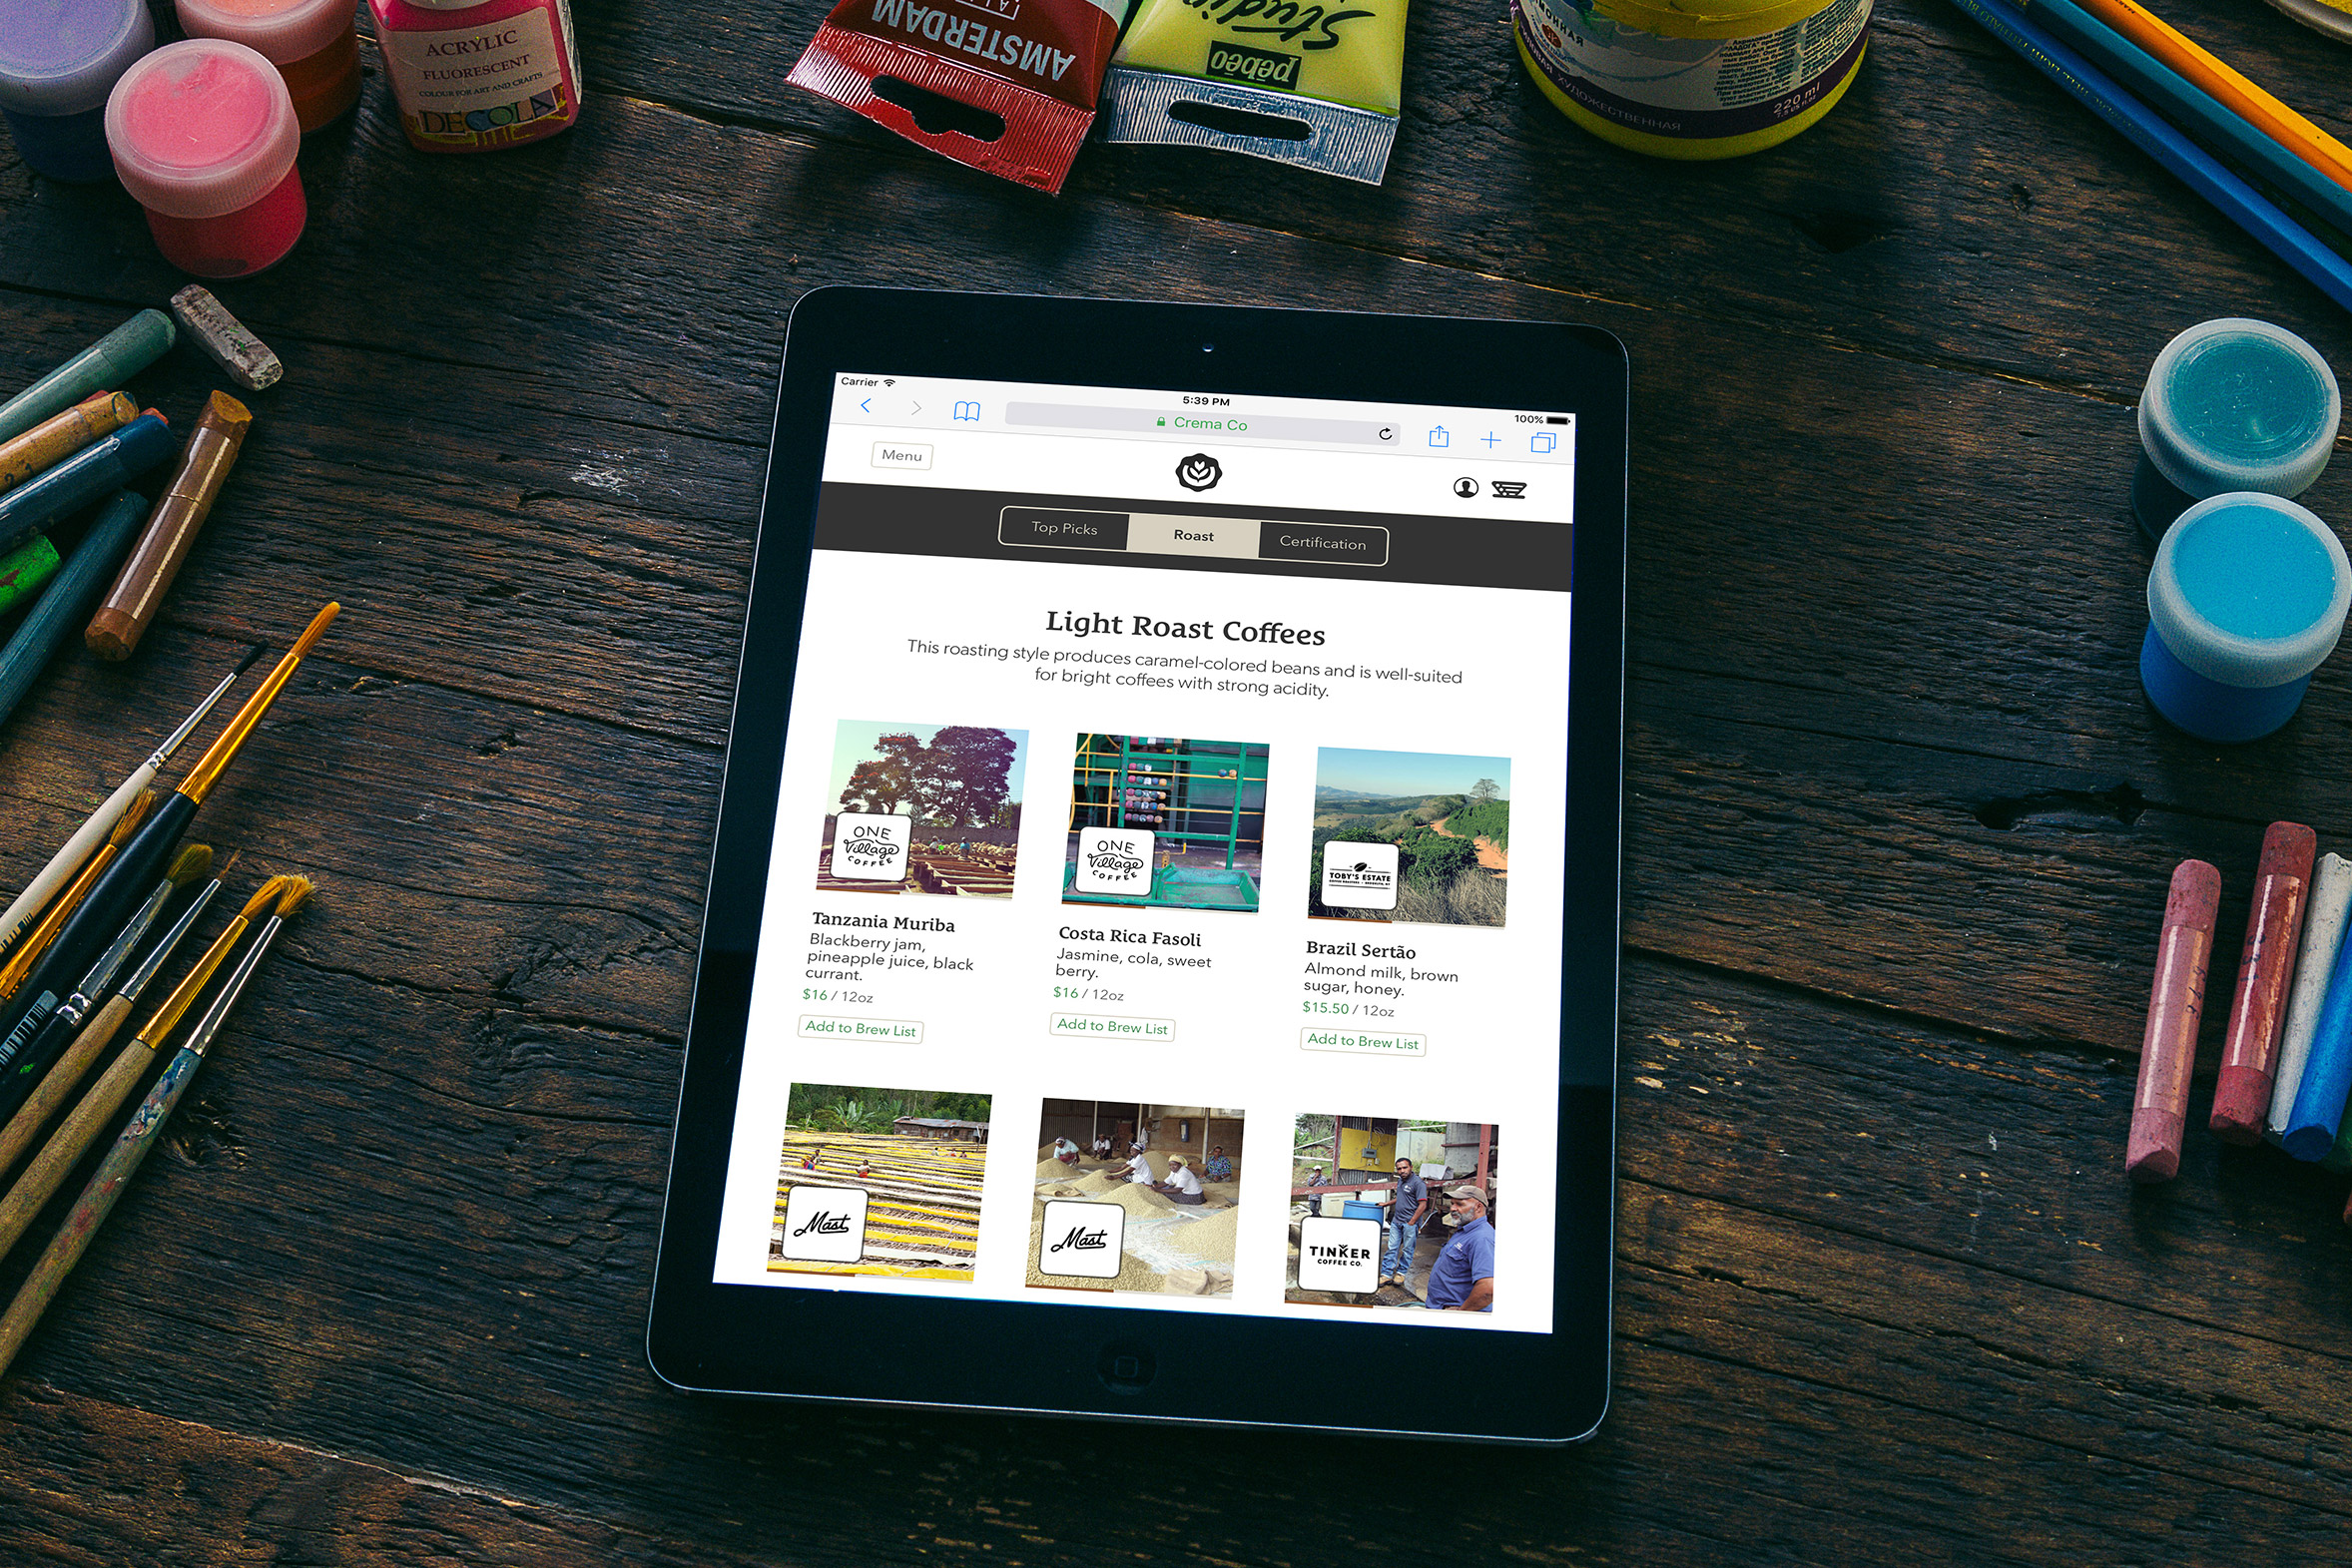 ACRYLIC
FLUORESCENT
COLOUR FOR ART AND CRAFTS
DECOLA
AMSTERDAM
Studio
pébéo
ХУДОЖЕСТВЕННАЯ
220 ml
Carrier
5:39 PM
100%
Crema Co
Menu
Top Picks
Roast
Certification
Light Roast Coffees
This roasting style produces caramel-colored beans and is well-suited
for bright coffees with strong acidity.
ONE
Village
COFFEE
ONE
Village
COFFEE
TOBY'S ESTATE
Tanzania Muriba
Blackberry jam,
pineapple juice, black
currant.
$16 / 12oz
Add to Brew List
Costa Rica Fasoli
Jasmine, cola, sweet
berry.
$16 / 12oz
Add to Brew List
Brazil Sertão
Almond milk, brown
sugar, honey.
$15.50 / 12oz
Add to Brew List
Mast
Mast
TINKER
COFFEE CO.